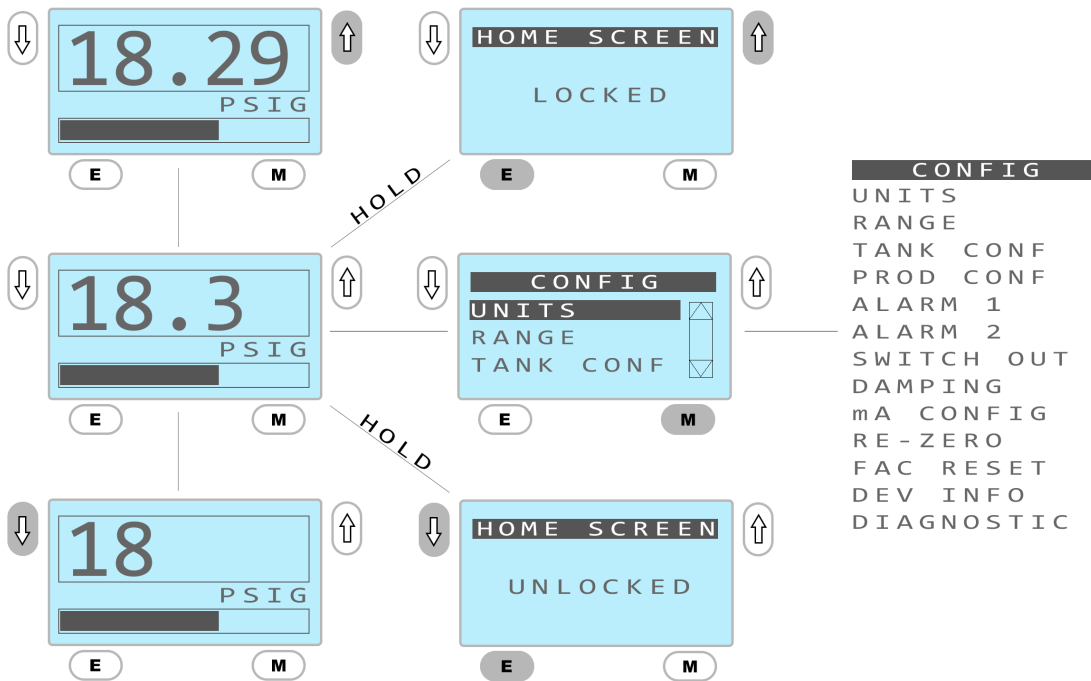 18.29
PSIG
E
M
HOME SCREEN
LOCKED
E
M
HOLD
18.3
PSIG
E
M
CONFIG
UNITS
RANGE
TANK CONF
E
M
HOLD
18
PSIG
E
M
HOME SCREEN
UNLOCKED
E
M
CONFIG
UNITS
RANGE
TANK CONF
PROD CONF
ALARM 1
ALARM 2
SWITCH OUT
DAMPING
mA CONFIG
RE-ZERO
FAC RESET
DEV INFO
DIAGNOSTIC